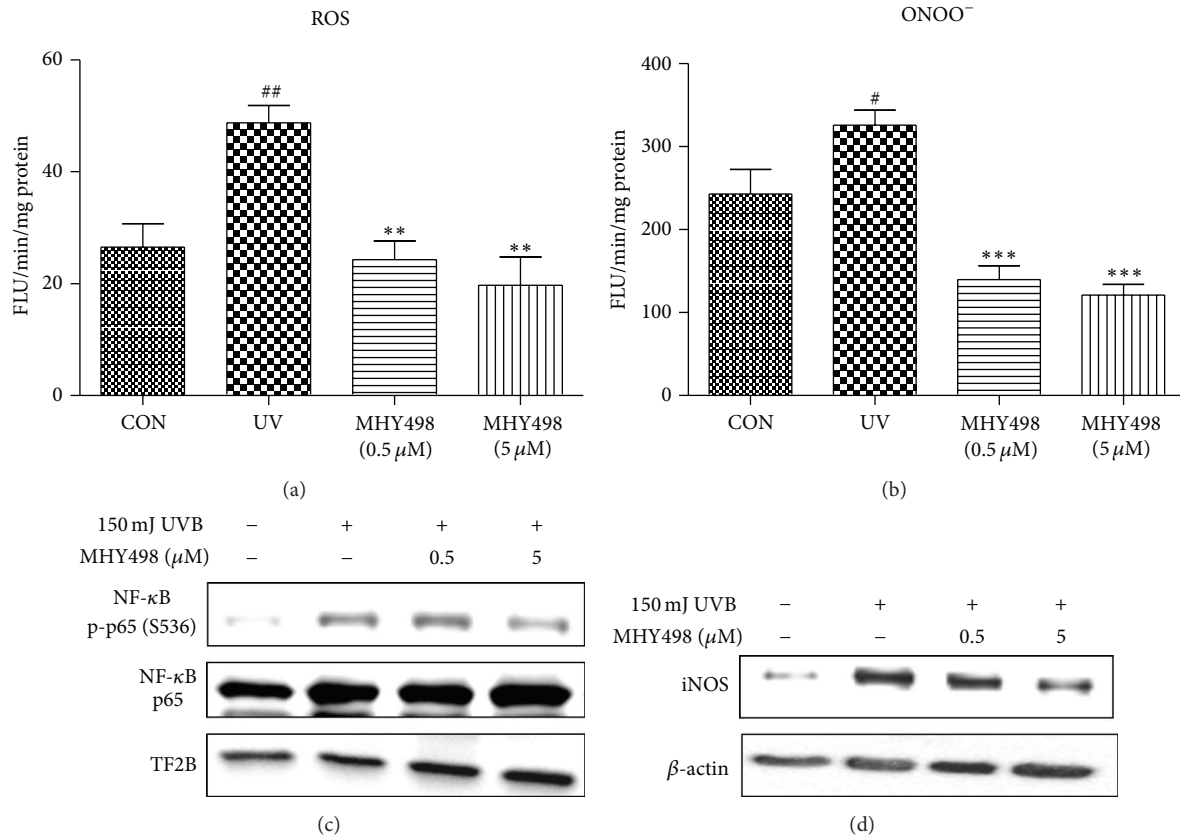 ROS
FLU/min/mg protein
60
40
20
0
##
**
**
CON UV MHY498 (0.5 μM) MHY498 (5 μM)
(a)
ONOO⁻
FLU/min/mg protein
400
300
200
100
0
#
***
***
CON UV MHY498 (0.5 μM) MHY498 (5 μM)
(b)
150 mJ UVB − + + +
MHY498 (μM) − − 0.5 5
NF-κB
p-p65 (S536)
NF-κB
p65
TF2B
(c)
150 mJ UVB − + + +
MHY498 (μM) − − 0.5 5
iNOS
β-actin
(d)